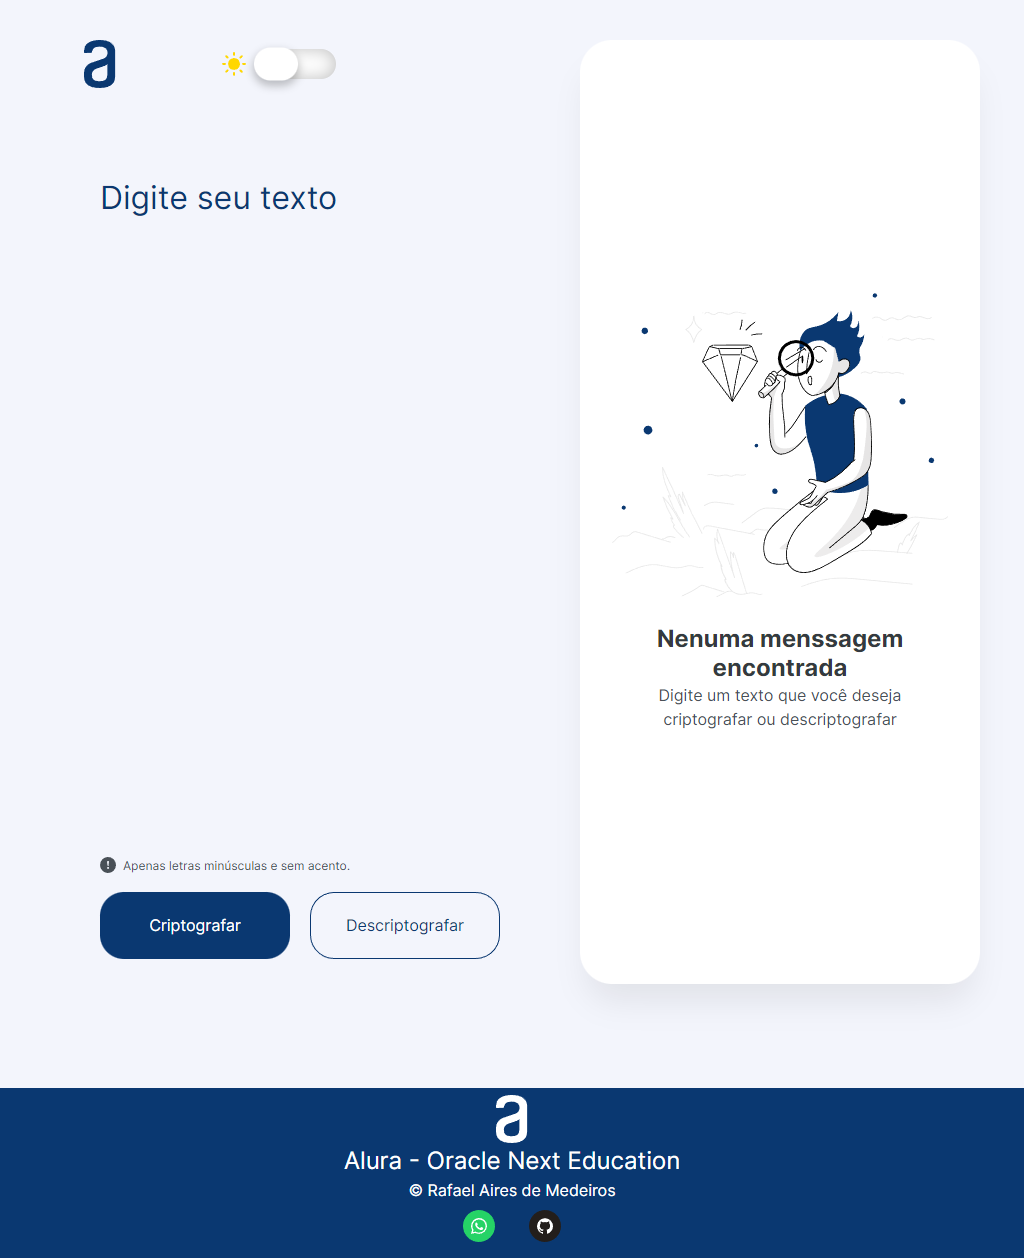 a
Digite seu texto
Nenuma menssagem
encontrada
Digite um texto que você deseja
criptografar ou descriptografar
! Apenas letras minúsculas e sem acento.
Criptografar
Descriptografar
a
Alura - Oracle Next Education
© Rafael Aires de Medeiros